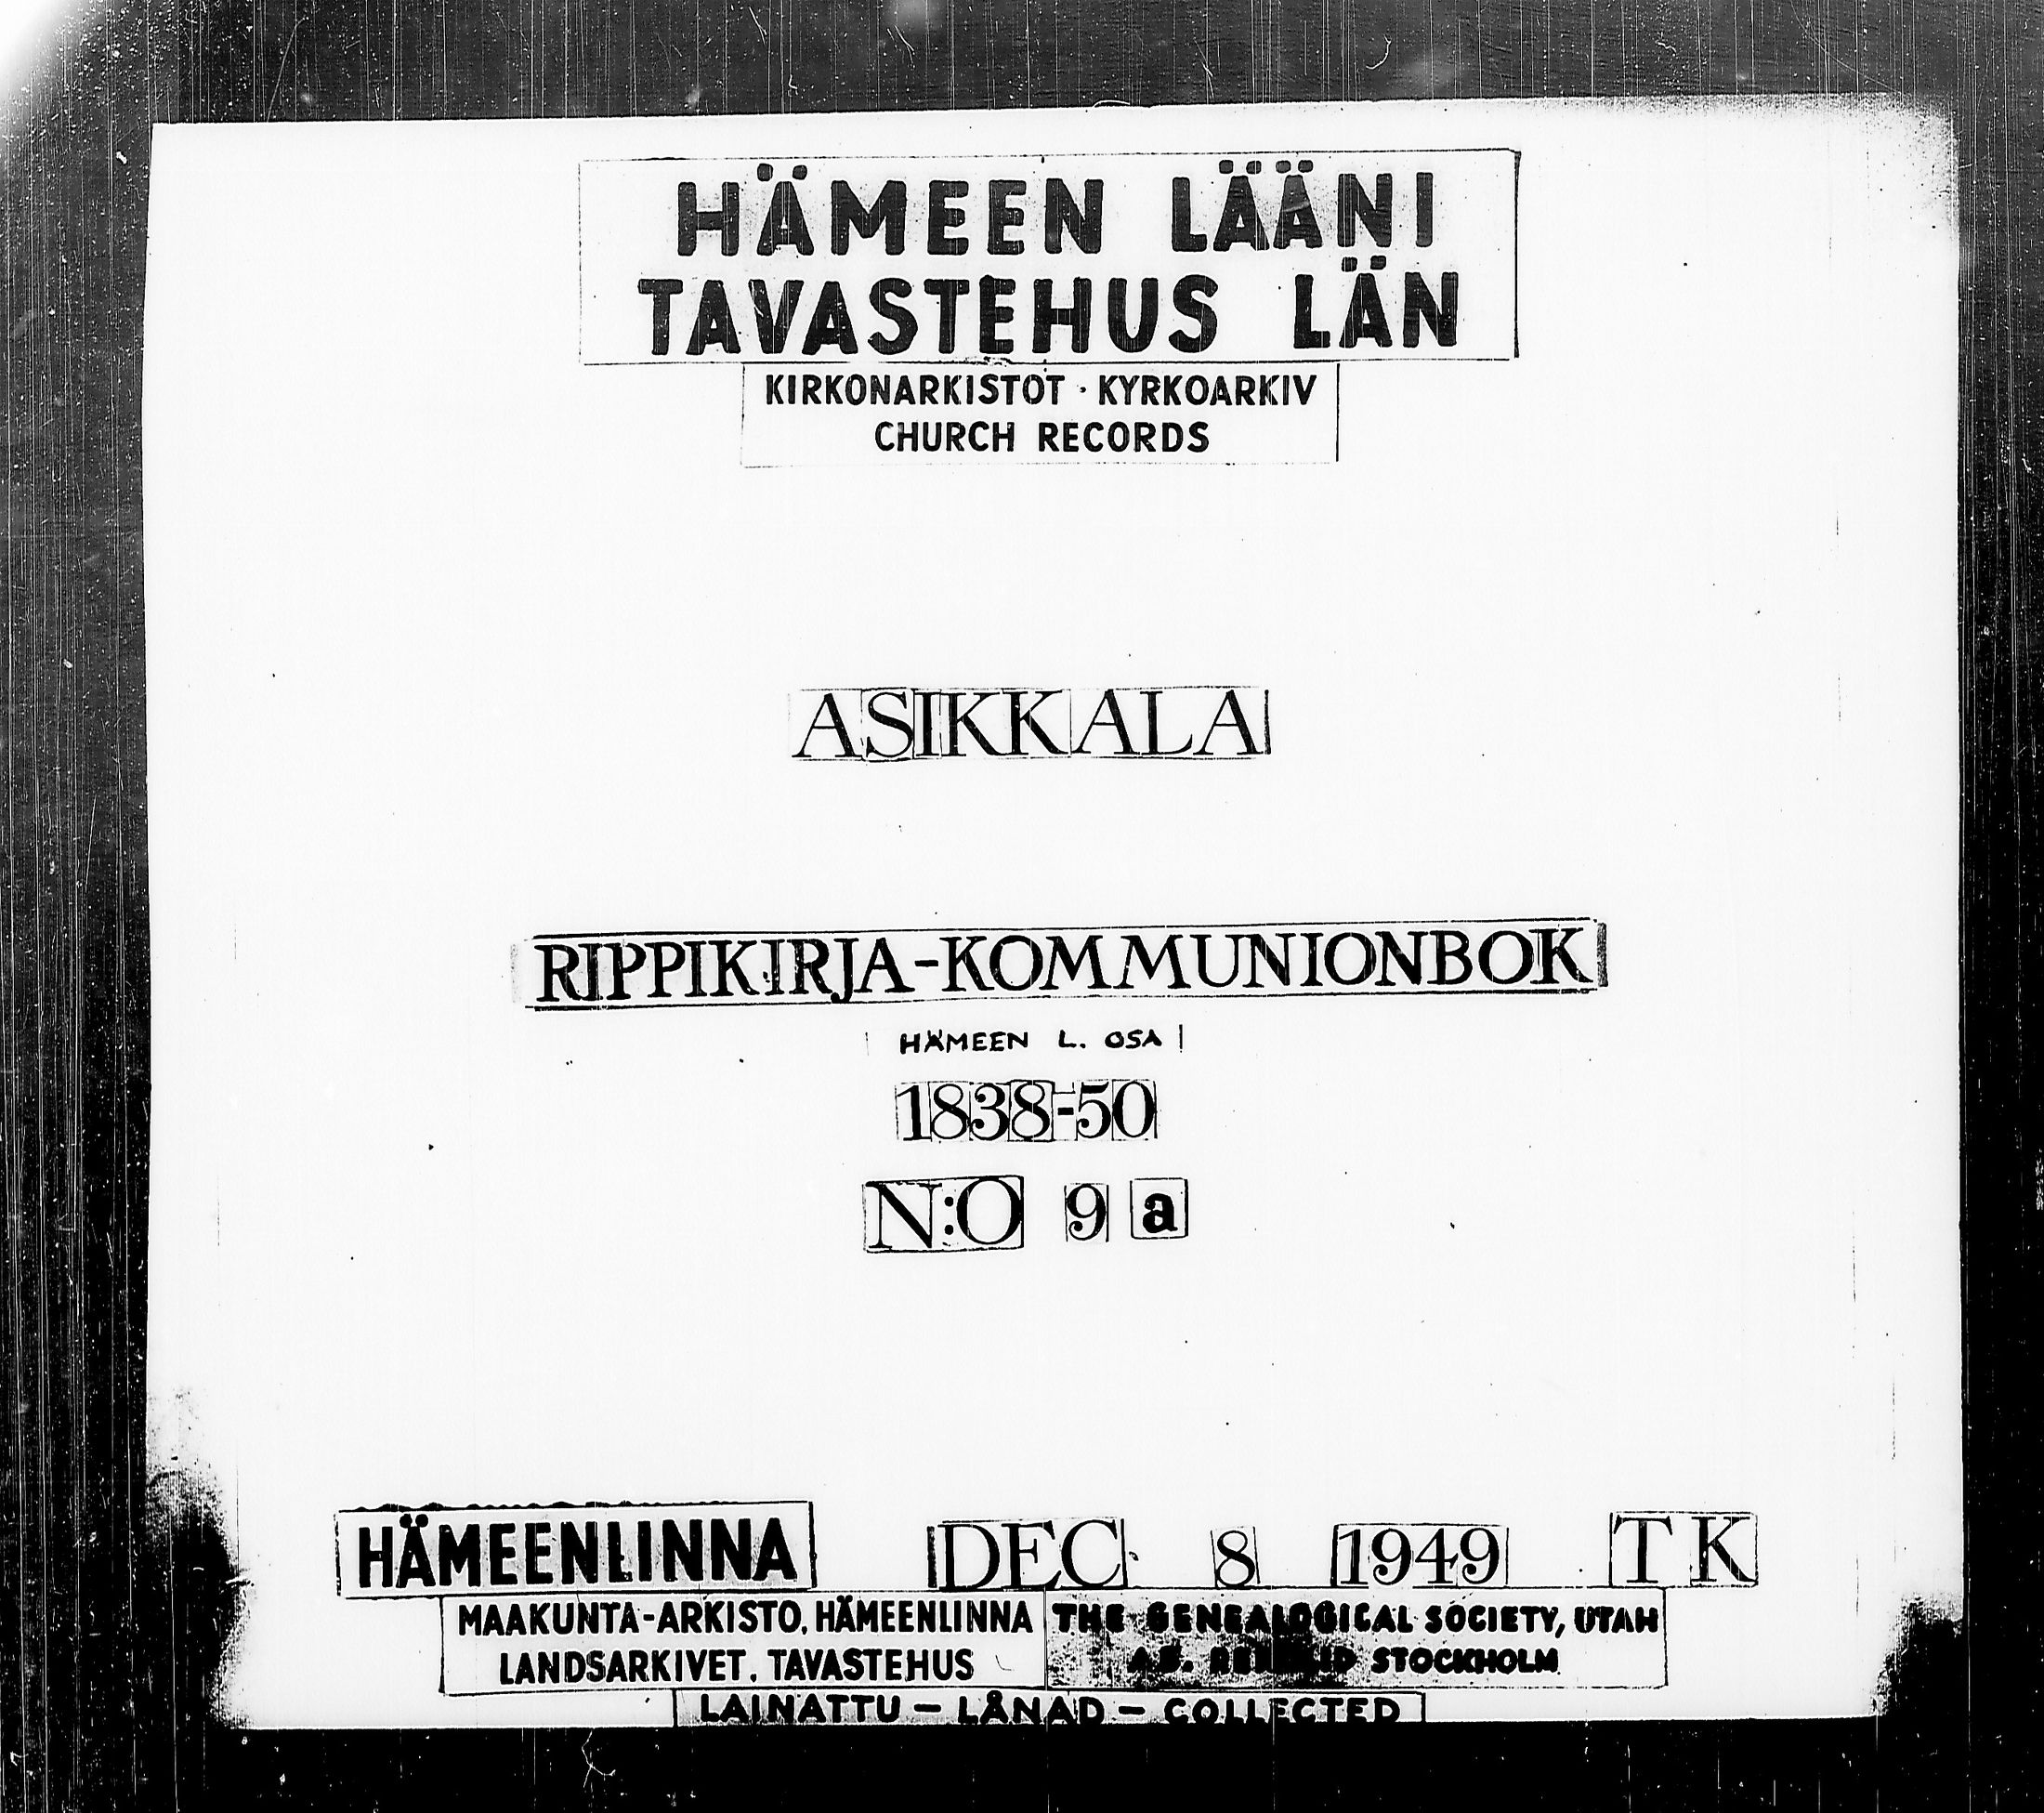 HÄMEEN LÄÄNI
TAVASTEHUS LÄN
KIRKONARKISTOT · KYRKOARKIV
CHURCH RECORDS
ASIKKALA
RIPPIKIRJA-KOMMUNIONBOK
HÄMEEN L. OSA
1838-50
N:O 9 a
HÄMEENLINNA DEC 8 1949 TK
MAAKUNTA-ARKISTO, HÄMEENLINNA
LANDSARKIVET, TAVASTEHUS
THE GENEALOGICAL SOCIETY, UTAH
STOCKHOLM
LAINATTU - LÅNAD - COLLECTED